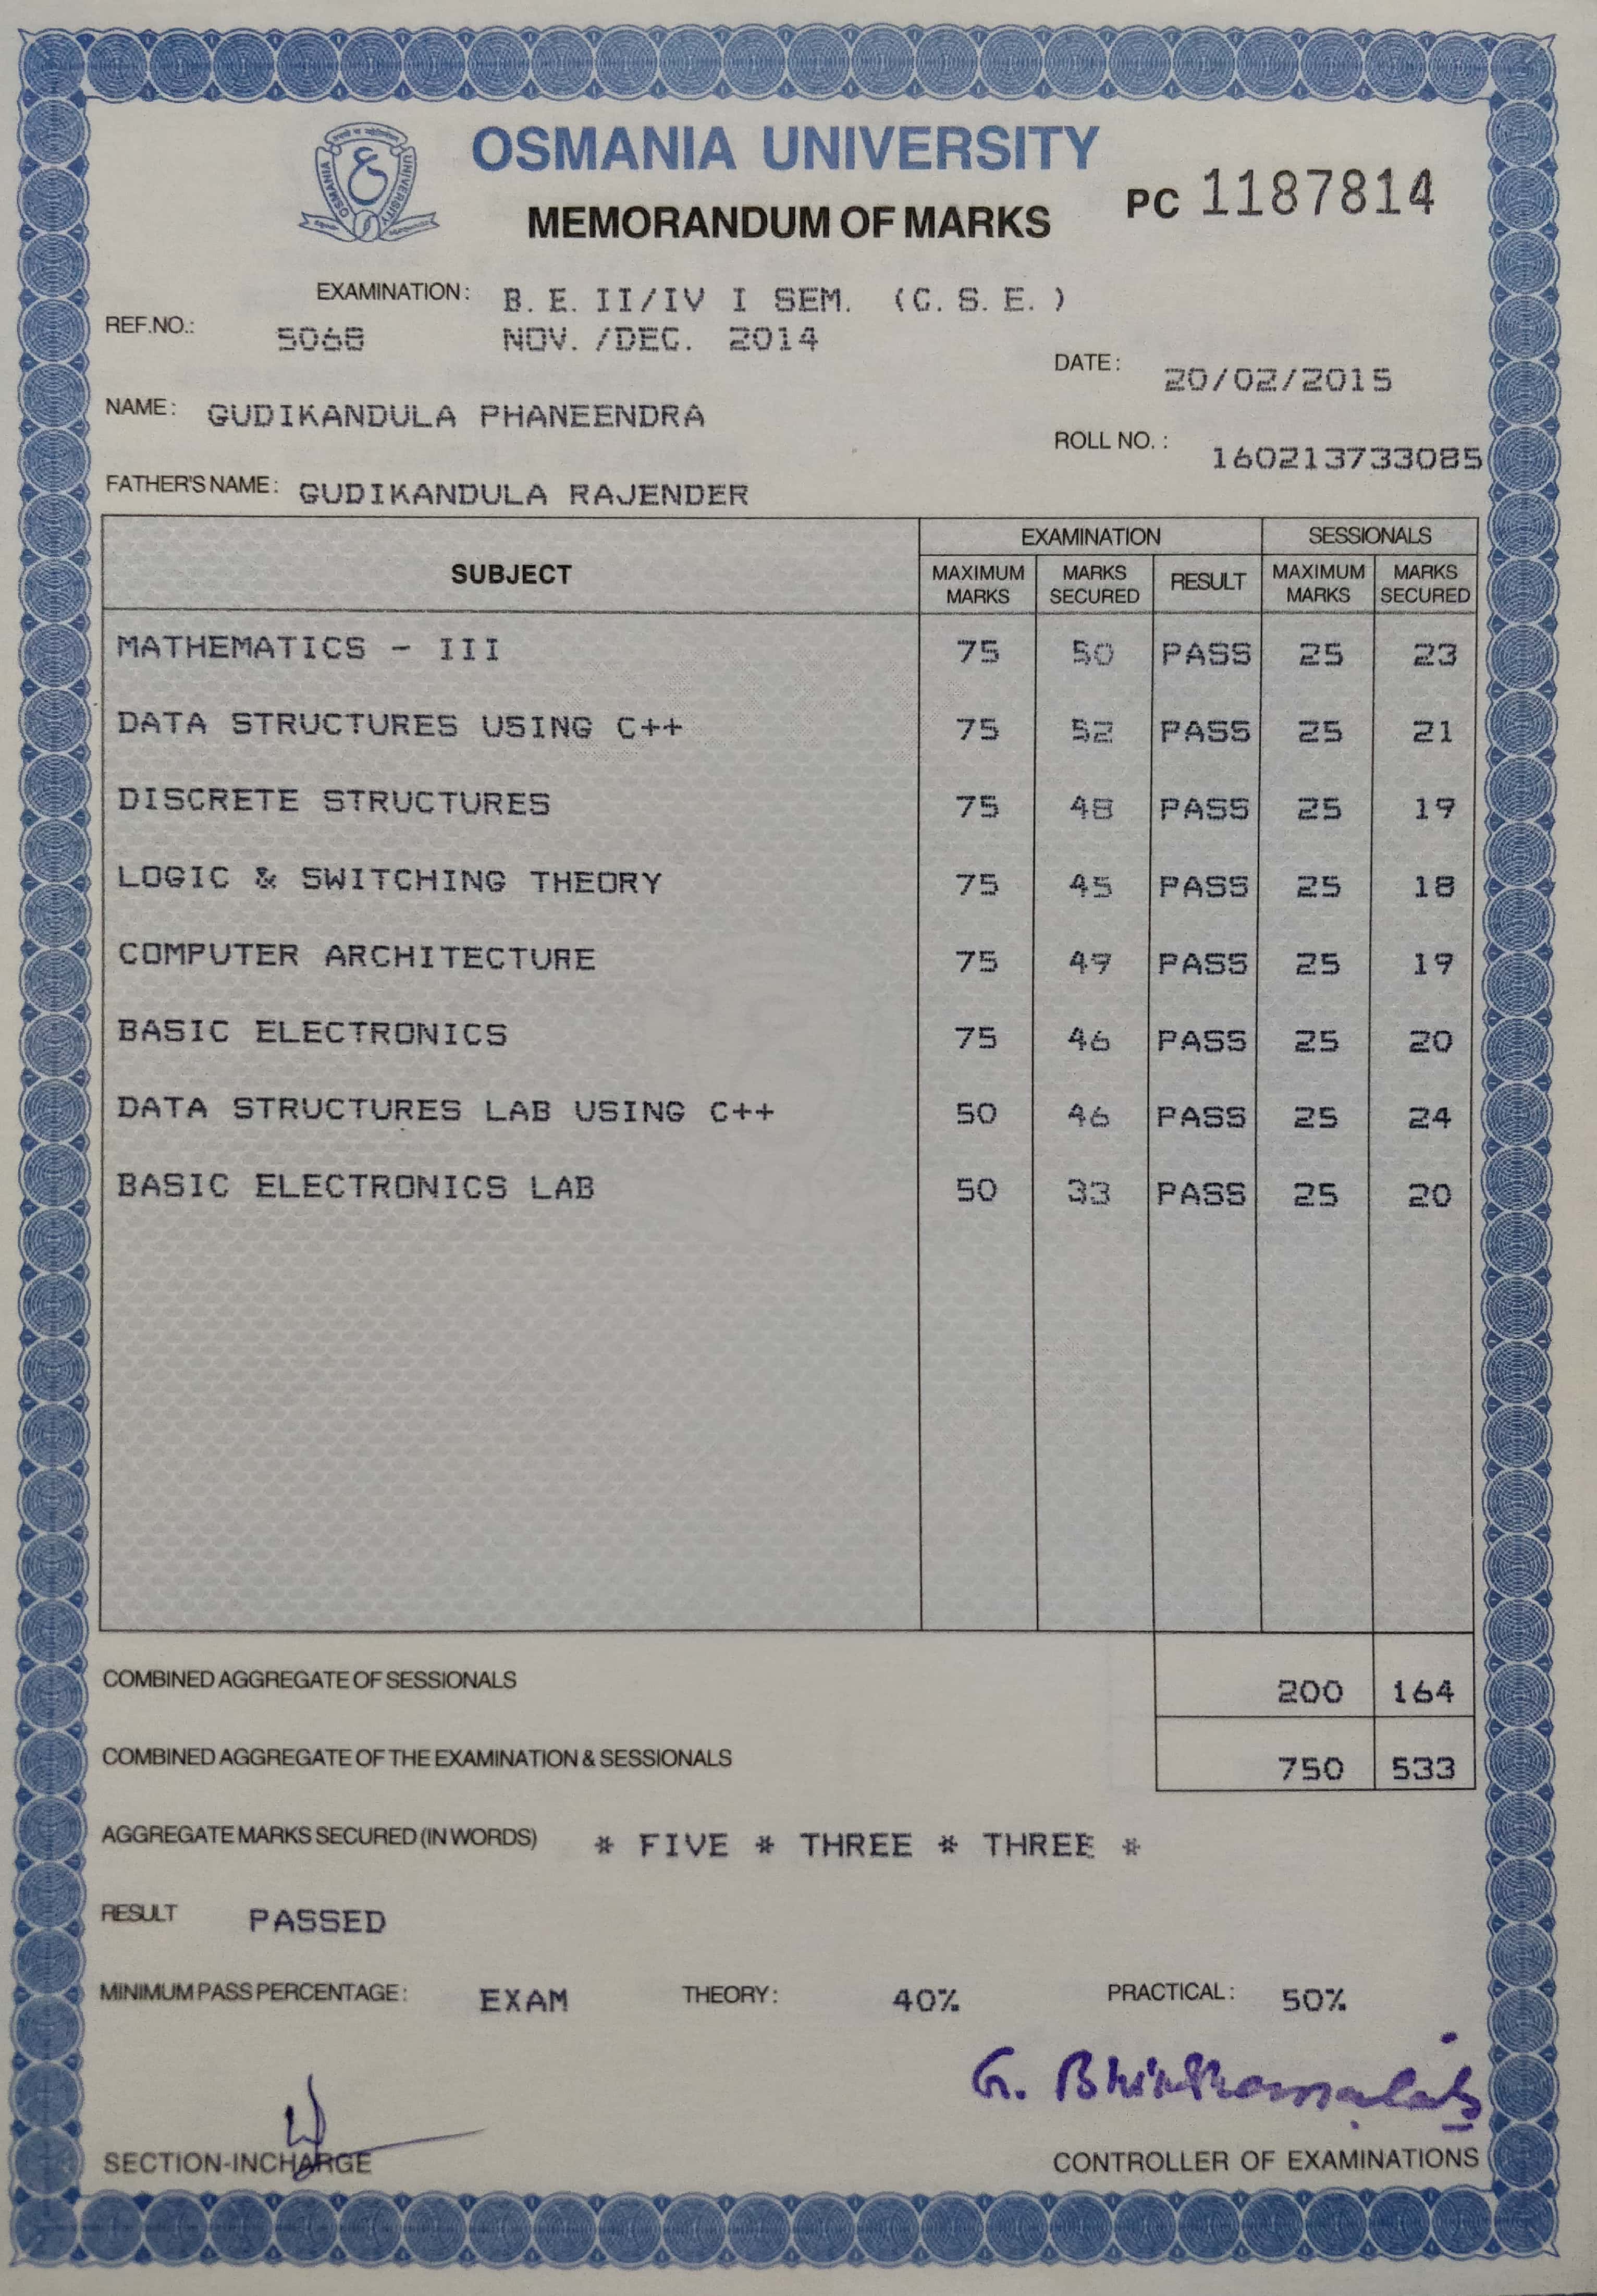 OSMANIA UNIVERSITY
OSMANIA UNIVERSITY
MEMORANDUM OF MARKS
PC 1187814
EXAMINATION: B. E. II/IV I SEM. (C. S. E. )
REF.NO.: 5068 NOV. /DEC. 2014
DATE: 20/02/2015
NAME: GUDIKANDULA PHANEENDRA
ROLL NO. : 160213733085
FATHER'S NAME: GUDIKANDULA RAJENDER
SUBJECT EXAMINATION SESSIONALS
MAXIMUM MARKS MARKS SECURED RESULT MAXIMUM MARKS MARKS SECURED
MATHEMATICS - III 75 50 PASS 25 23
DATA STRUCTURES USING C++ 75 52 PASS 25 21
DISCRETE STRUCTURES 75 48 PASS 25 19
LOGIC & SWITCHING THEORY 75 45 PASS 25 18
COMPUTER ARCHITECTURE 75 49 PASS 25 19
BASIC ELECTRONICS 75 46 PASS 25 20
DATA STRUCTURES LAB USING C++ 50 46 PASS 25 24
BASIC ELECTRONICS LAB 50 33 PASS 25 20
COMBINED AGGREGATE OF SESSIONALS 200 164
COMBINED AGGREGATE OF THE EXAMINATION & SESSIONALS 750 533
AGGREGATE MARKS SECURED (IN WORDS) * FIVE * THREE * THREE *
RESULT PASSED
MINIMUM PASS PERCENTAGE: EXAM THEORY: 40% PRACTICAL: 50%
G.
SECTION-INCHARGE CONTROLLER OF EXAMINATIONS